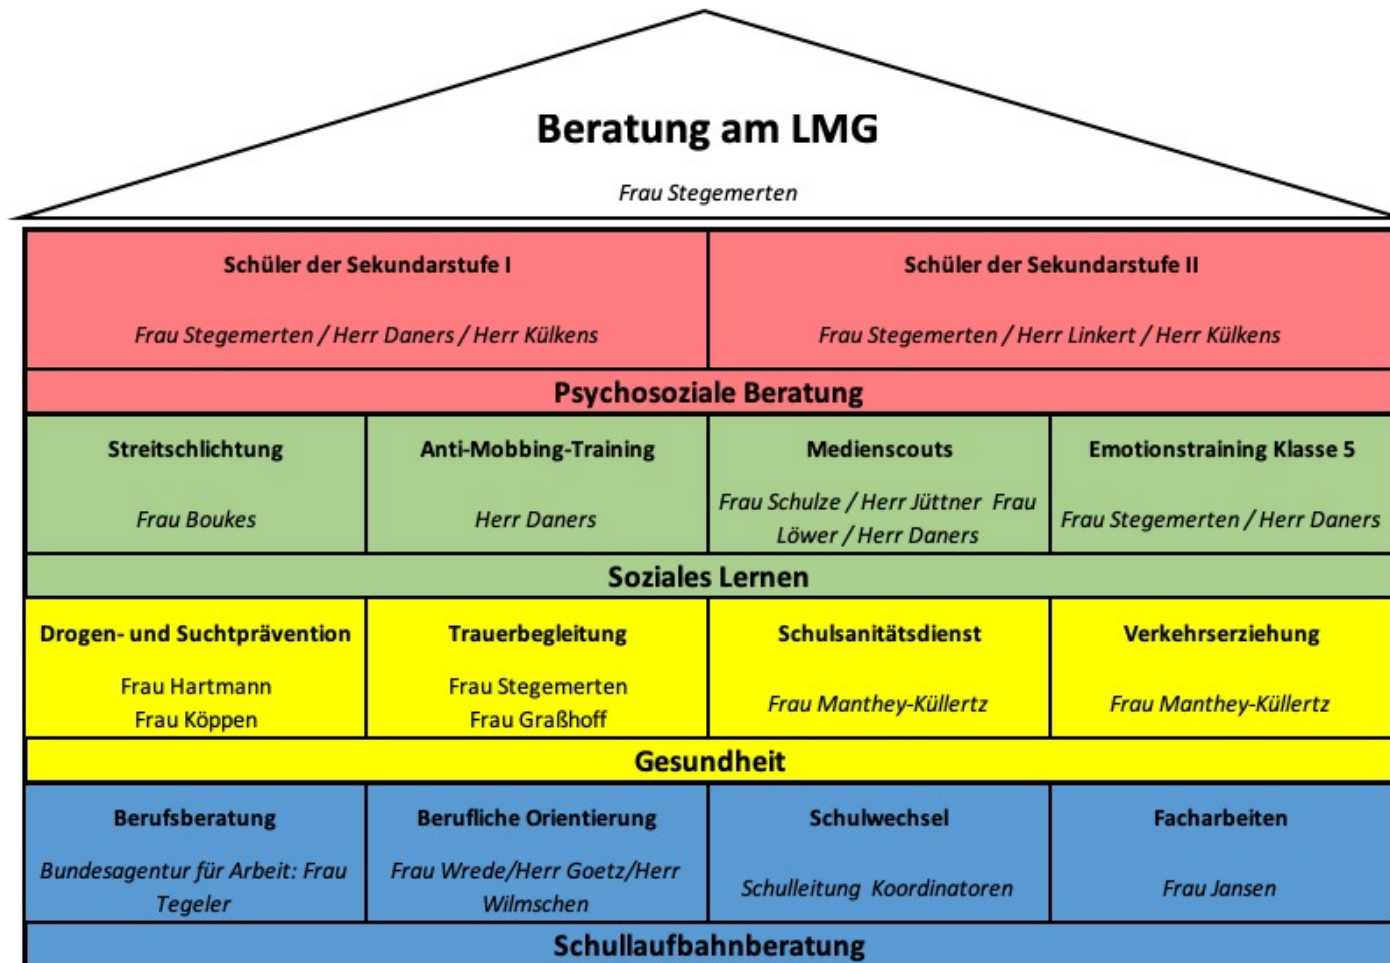 Beratung am LMG
Frau Stegemerten
Schüler der Sekundarstufe I
Frau Stegemerten / Herr Daners / Herr Külkens
Schüler der Sekundarstufe II
Frau Stegemerten / Herr Linkert / Herr Külkens
Psychosoziale Beratung
Streitschlichtung
Frau Boukes
Anti-Mobbing-Training
Herr Daners
Medienscouts
Frau Schulze / Herr Jüttner Frau
Löwer / Herr Daners
Emotionstraining Klasse 5
Frau Stegemerten / Herr Daners
Soziales Lernen
Drogen- und Suchtprävention
Frau Hartmann
Frau Köppen
Trauerbegleitung
Frau Stegemerten
Frau Graßhoff
Schulsanitätsdienst
Frau Manthey-Küllertz
Verkehrserziehung
Frau Manthey-Küllertz
Gesundheit
Berufsberatung
Bundesagentur für Arbeit: Frau
Tegeler
Berufliche Orientierung
Frau Wrede/Herr Goetz/Herr
Wilmschen
Schulwechsel
Schulleitung Koordinatoren
Facharbeiten
Frau Jansen
Schullaufbahnberatung